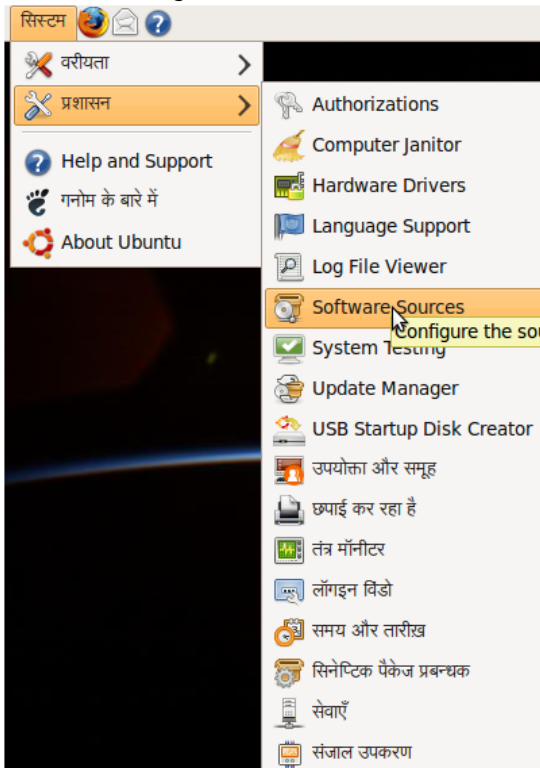 सिस्टम
वरीयता
प्रशासन
Help and Support
गनोम के बारे में
About Ubuntu
Authorizations
Computer Janitor
Hardware Drivers
Language Support
Log File Viewer
Software Sources
Configure the sou
System Testing
Update Manager
USB Startup Disk Creator
उपयोक्ता और समूह
छपाई कर रहा है
तंत्र मॉनीटर
लॉगइन विंडो
समय और तारीख़
सिनेप्टिक पैकेज प्रबन्धक
सेवाएँ
संजाल उपकरण